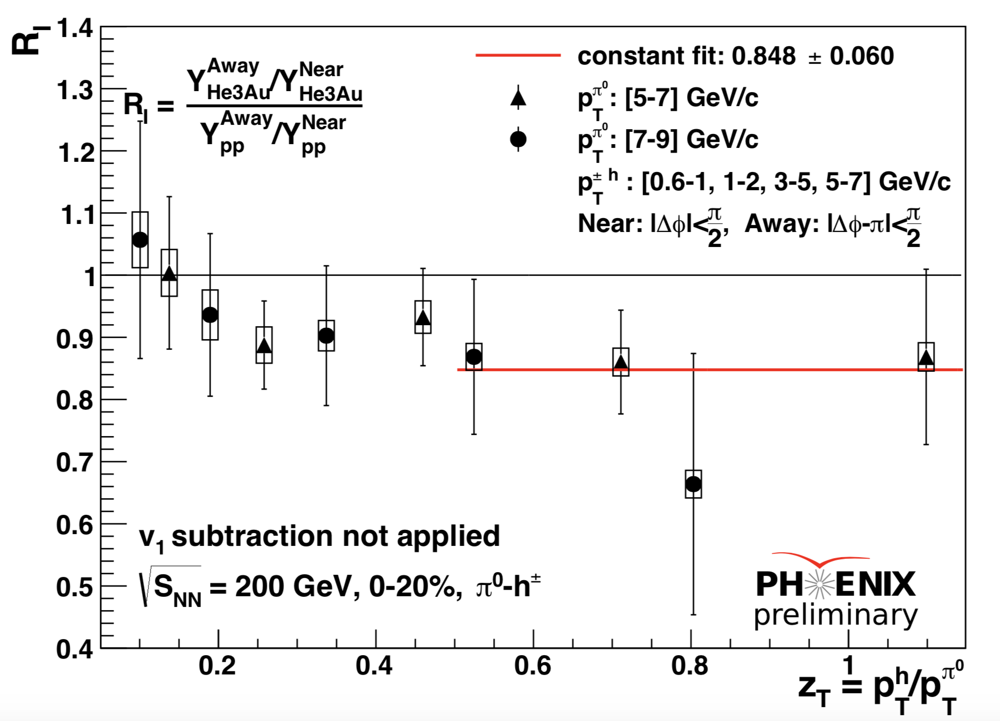 R_I
1.4
1.3
1.2
1.1
1
0.9
0.8
0.7
0.6
0.5
0.4
R_I = (Y^Away_He3Au/Y^Near_He3Au)/(Y^Away_pp/Y^Near_pp)
constant fit: 0.848 ± 0.060
p_T^π⁰: [5-7] GeV/c
p_T^π⁰: [7-9] GeV/c
p_T^± h : [0.6-1, 1-2, 3-5, 5-7] GeV/c
Near: |Δϕ|<π/2, Away: |Δϕ-π|<π/2
v₁ subtraction not applied
√S_NN = 200 GeV, 0-20%, π⁰-h^±
PHENIX
preliminary
0.2 0.4 0.6 0.8 1
z_T = p_T^h/p_T^π⁰